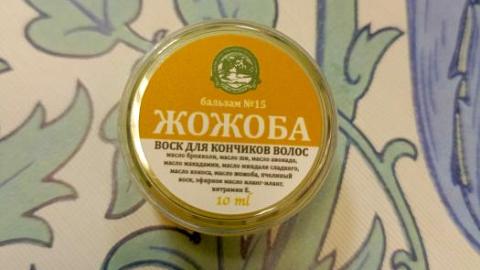 бальзам №15
ЖОЖОБА
ВОСК ДЛЯ КОНЧИКОВ ВОЛОС
масло брокколи, масло ши, масло авокадо,
масло макадамии, масло миндаля сладкого,
масло кокоса, масло жожоба, пчелиный
воск, эфирное масло иланг-иланг,
витамин Е,
10 ml